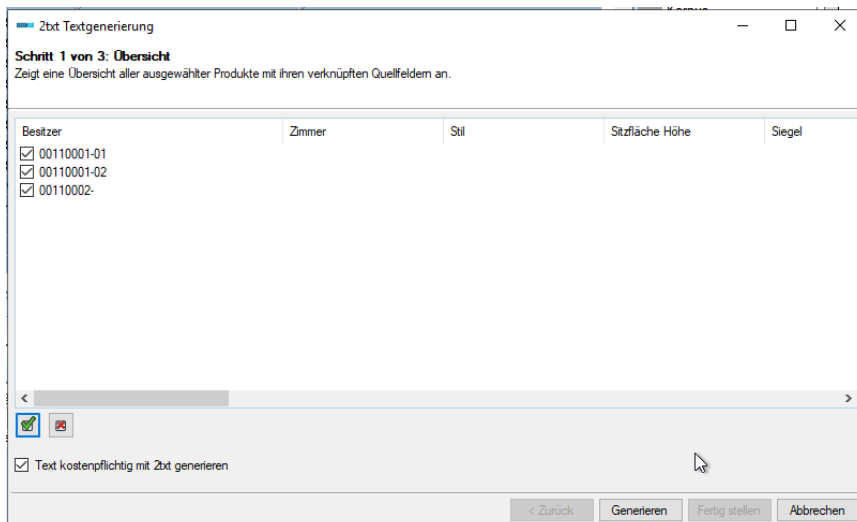 2txt Textgenerierung
Schritt 1 von 3: Übersicht
Zeigt eine Übersicht aller ausgewählter Produkte mit ihren verknüpften Quellfeldern an.
Besitzer Zimmer Stil Sitzfläche Höhe Siegel
00110001-01
00110001-02
00110002-
Text kostenpflichtig mit 2txt generieren
< Zurück Generieren Fertig stellen Abbrechen